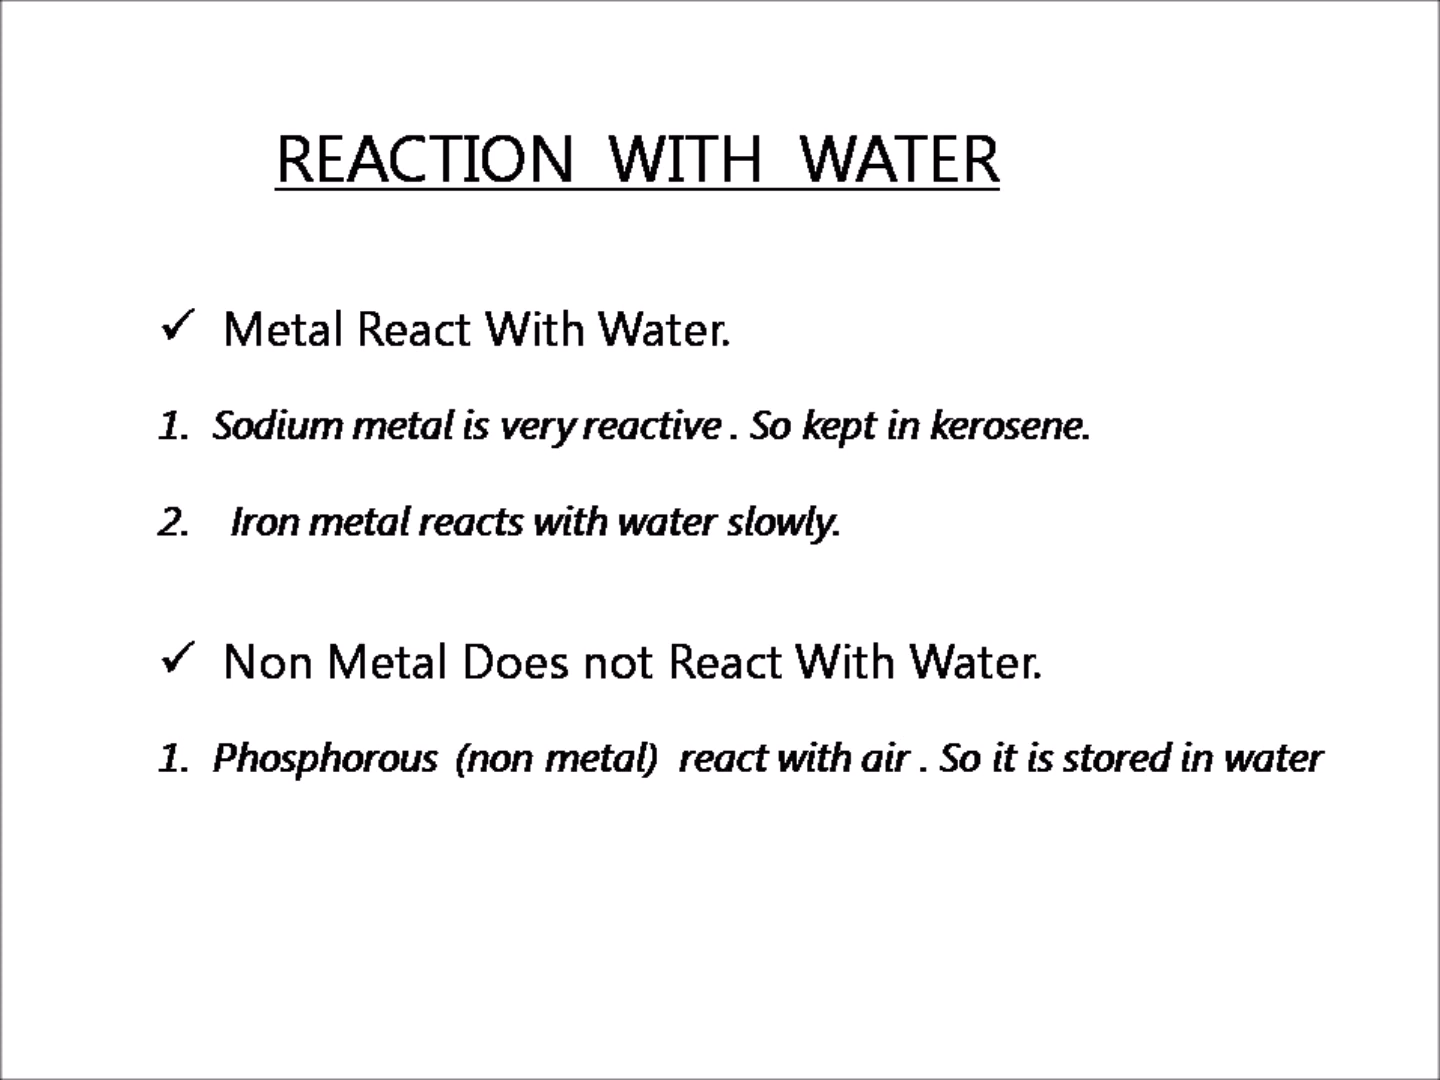 REACTION WITH WATER
✓ Metal React With Water.
1. Sodium metal is very reactive . So kept in kerosene.
2. Iron metal reacts with water slowly.
✓ Non Metal Does not React With Water.
1. Phosphorous (non metal) react with air . So it is stored in water